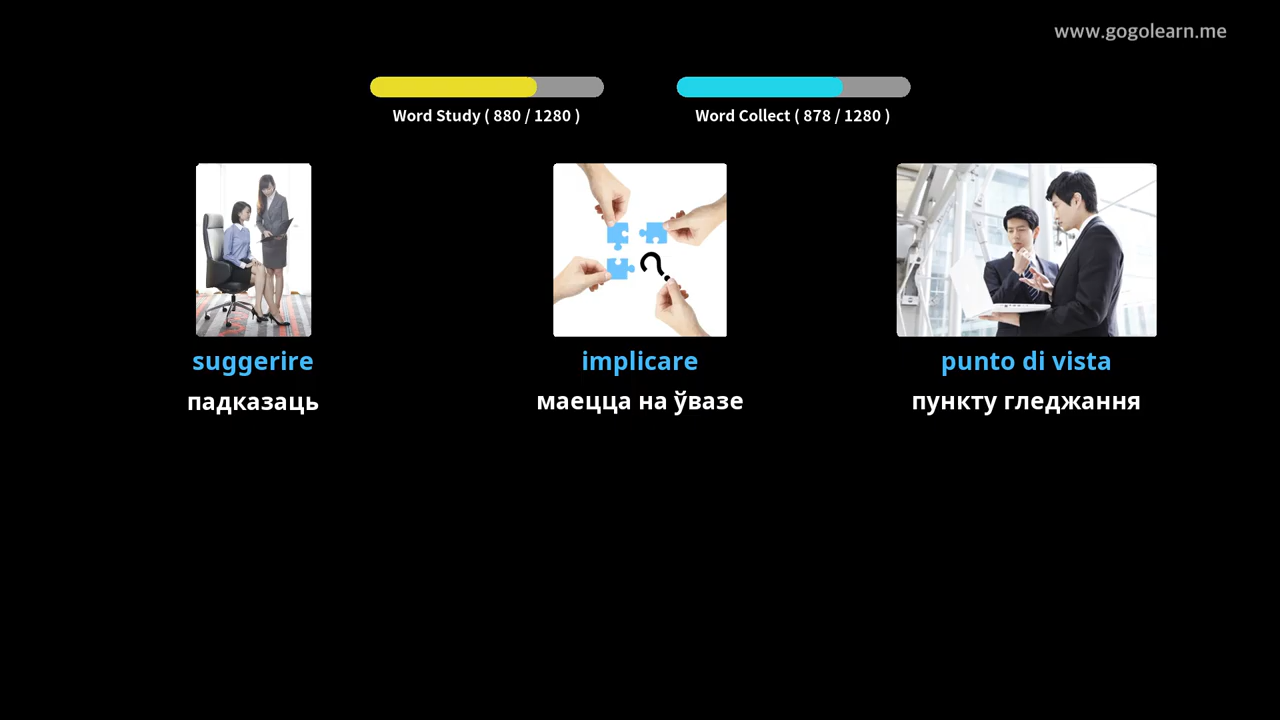 www.gogolearn.me
Word Study ( 880 / 1280 )
Word Collect ( 878 / 1280 )
suggerire
implicare
punto di vista
падказаць
маецца на ўвазе
пункту гледжання